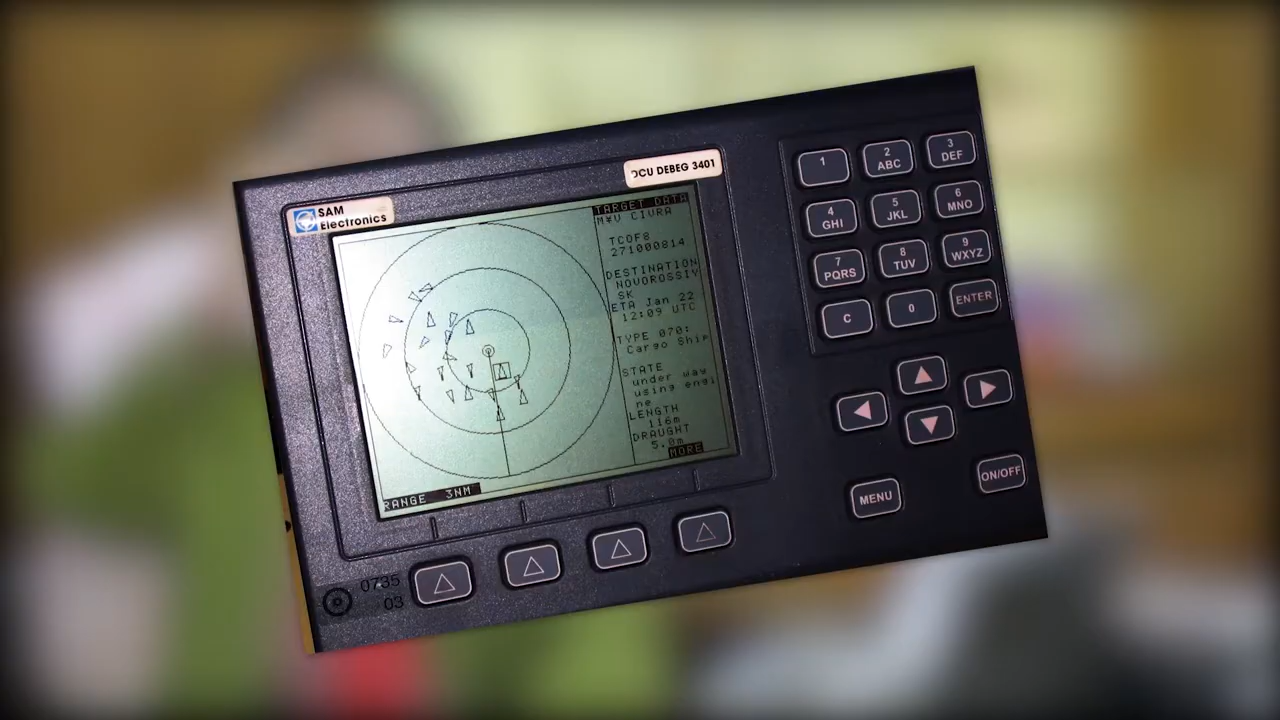 SAM
Electronics
DCU DEBEG 3401
TARGET DATA
M¥V CIVRA
TCOF8
271000814
DESTINATION
NOVOROSSIY
SK
ETA Jan 22
12:09 UTC
TYPE 070:
Cargo Ship
STATE
under way
using engi
ne
LENGTH
116m
DRAUGHT
5.0m
MORE
RANGE 3NM
0735
03
1
2
ABC
3
DEF
4
GHI
5
JKL
6
MNO
7
PQRS
8
TUV
9
WXYZ
C
0
ENTER
MENU
ON/OFF